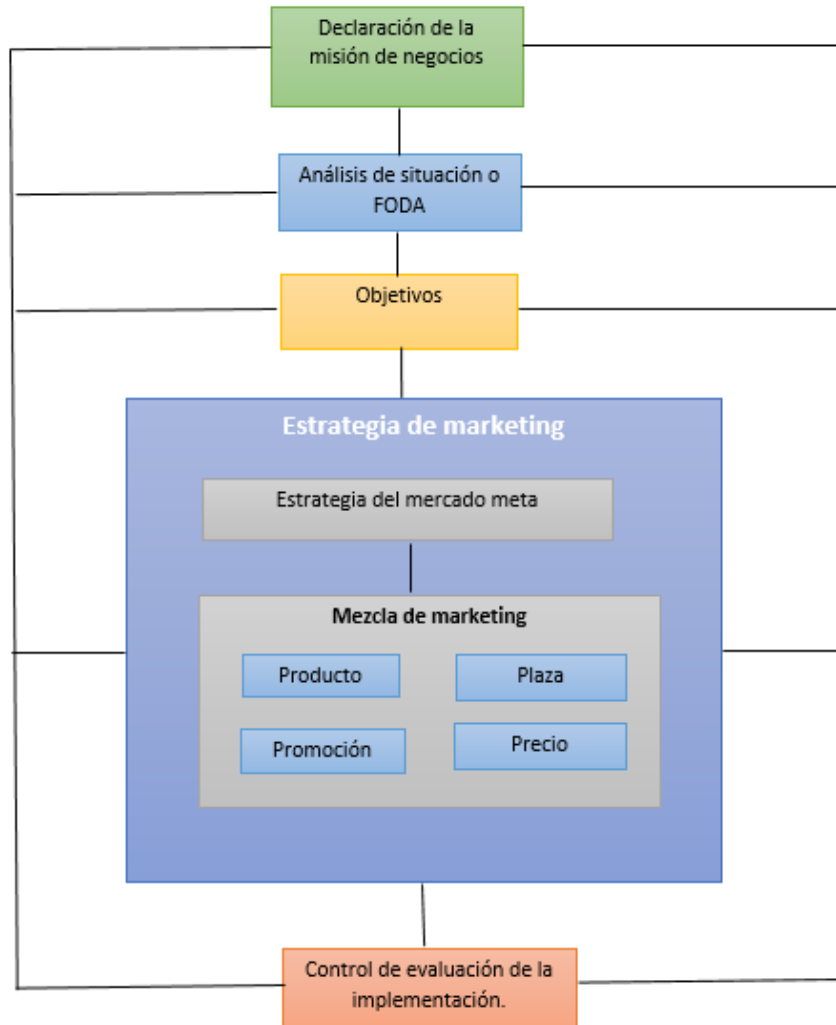 Declaración de la
misión de negocios
Análisis de situación o
FODA
Objetivos
Estrategia de marketing
Estrategia del mercado meta
Mezcla de marketing
Producto
Plaza
Promoción
Precio
Control de evaluación de la
implementación.